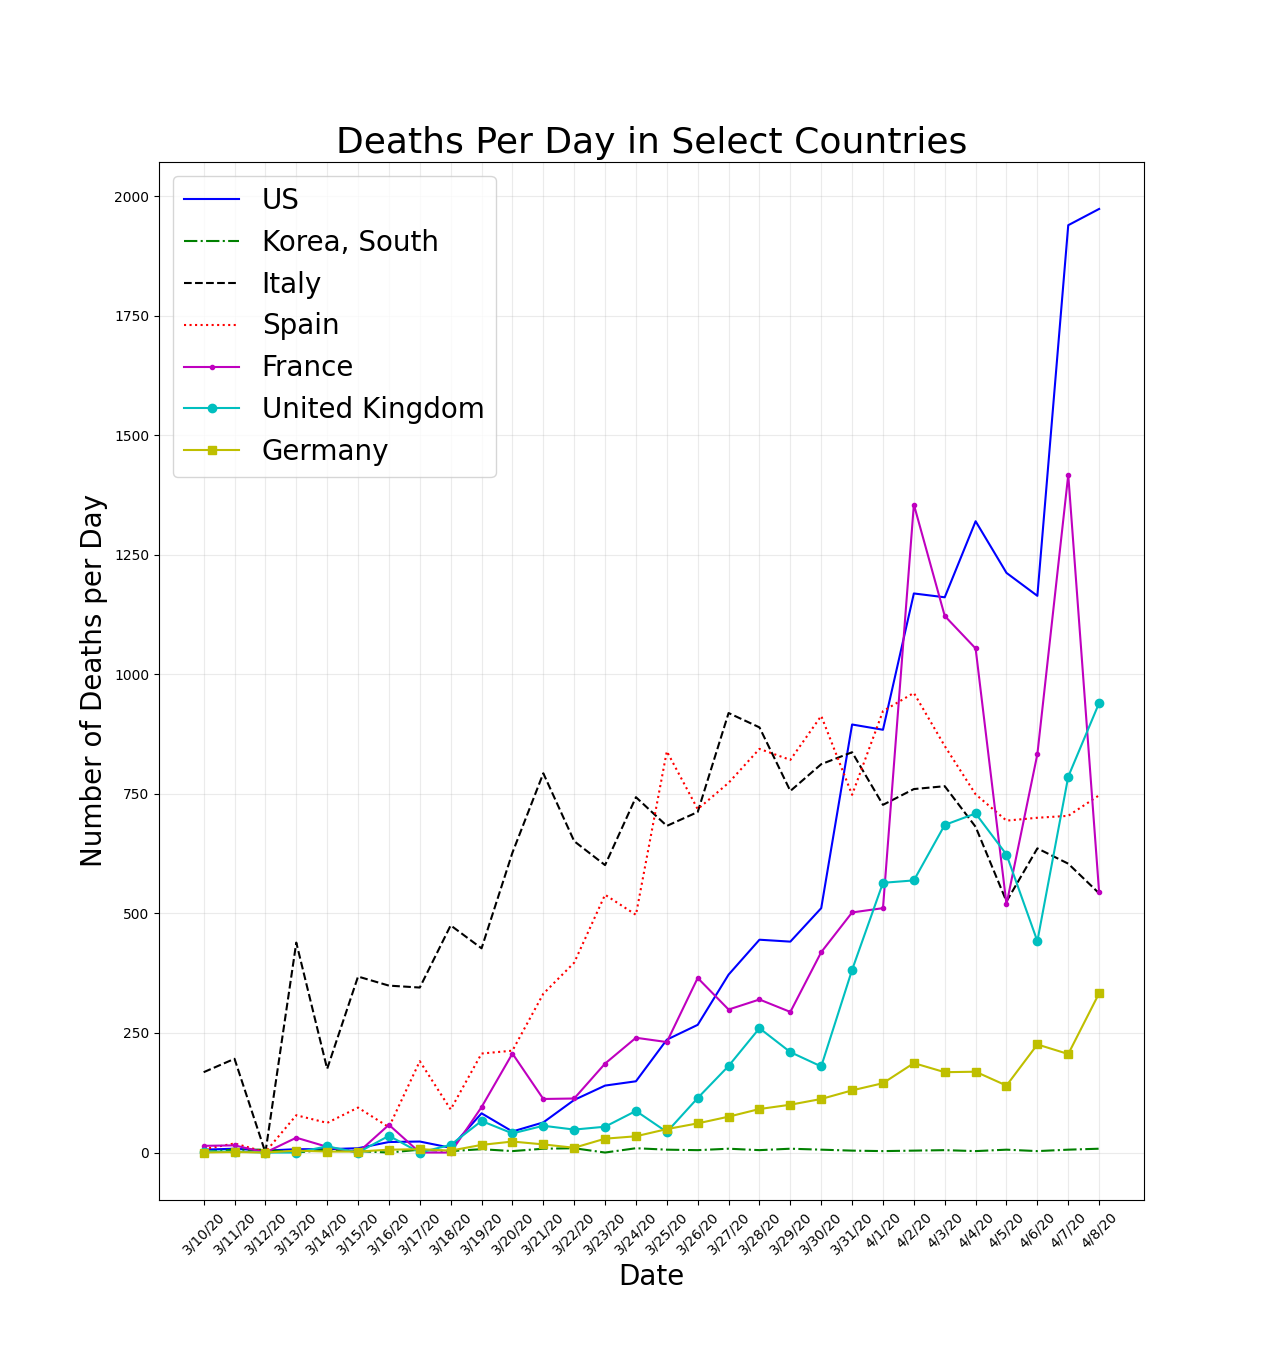 Deaths Per Day in Select Countries
US
Korea, South
Italy
Spain
France
United Kingdom
Germany
2000
1750
1500
1250
1000
750
500
250
0
Number of Deaths per Day
3/10/20 3/11/20 3/12/20 3/13/20 3/14/20 3/15/20 3/16/20 3/17/20 3/18/20 3/19/20 3/20/20 3/21/20 3/22/20 3/23/20 3/24/20 3/25/20 3/26/20 3/27/20 3/28/20 3/29/20 3/30/20 3/31/20 4/1/20 4/2/20 4/3/20 4/4/20 4/5/20 4/6/20 4/7/20 4/8/20
Date